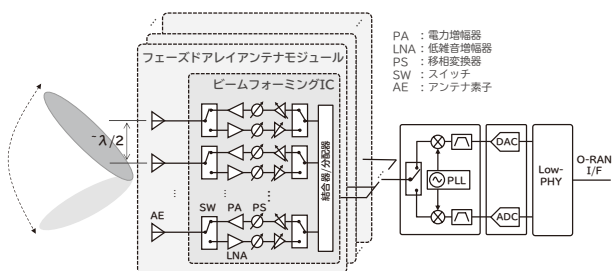 フェーズドアレイアンテナモジュール
ビームフォーミングIC
PA ：電力増幅器
LNA：低雑音増幅器
PS ：移相変換器
SW ：スイッチ
AE ：アンテナ素子
~λ/2
結合器/分配器
AE
SW
PA
PS
LNA
PLL
DAC
ADC
Low-
PHY
O-RAN
I/F